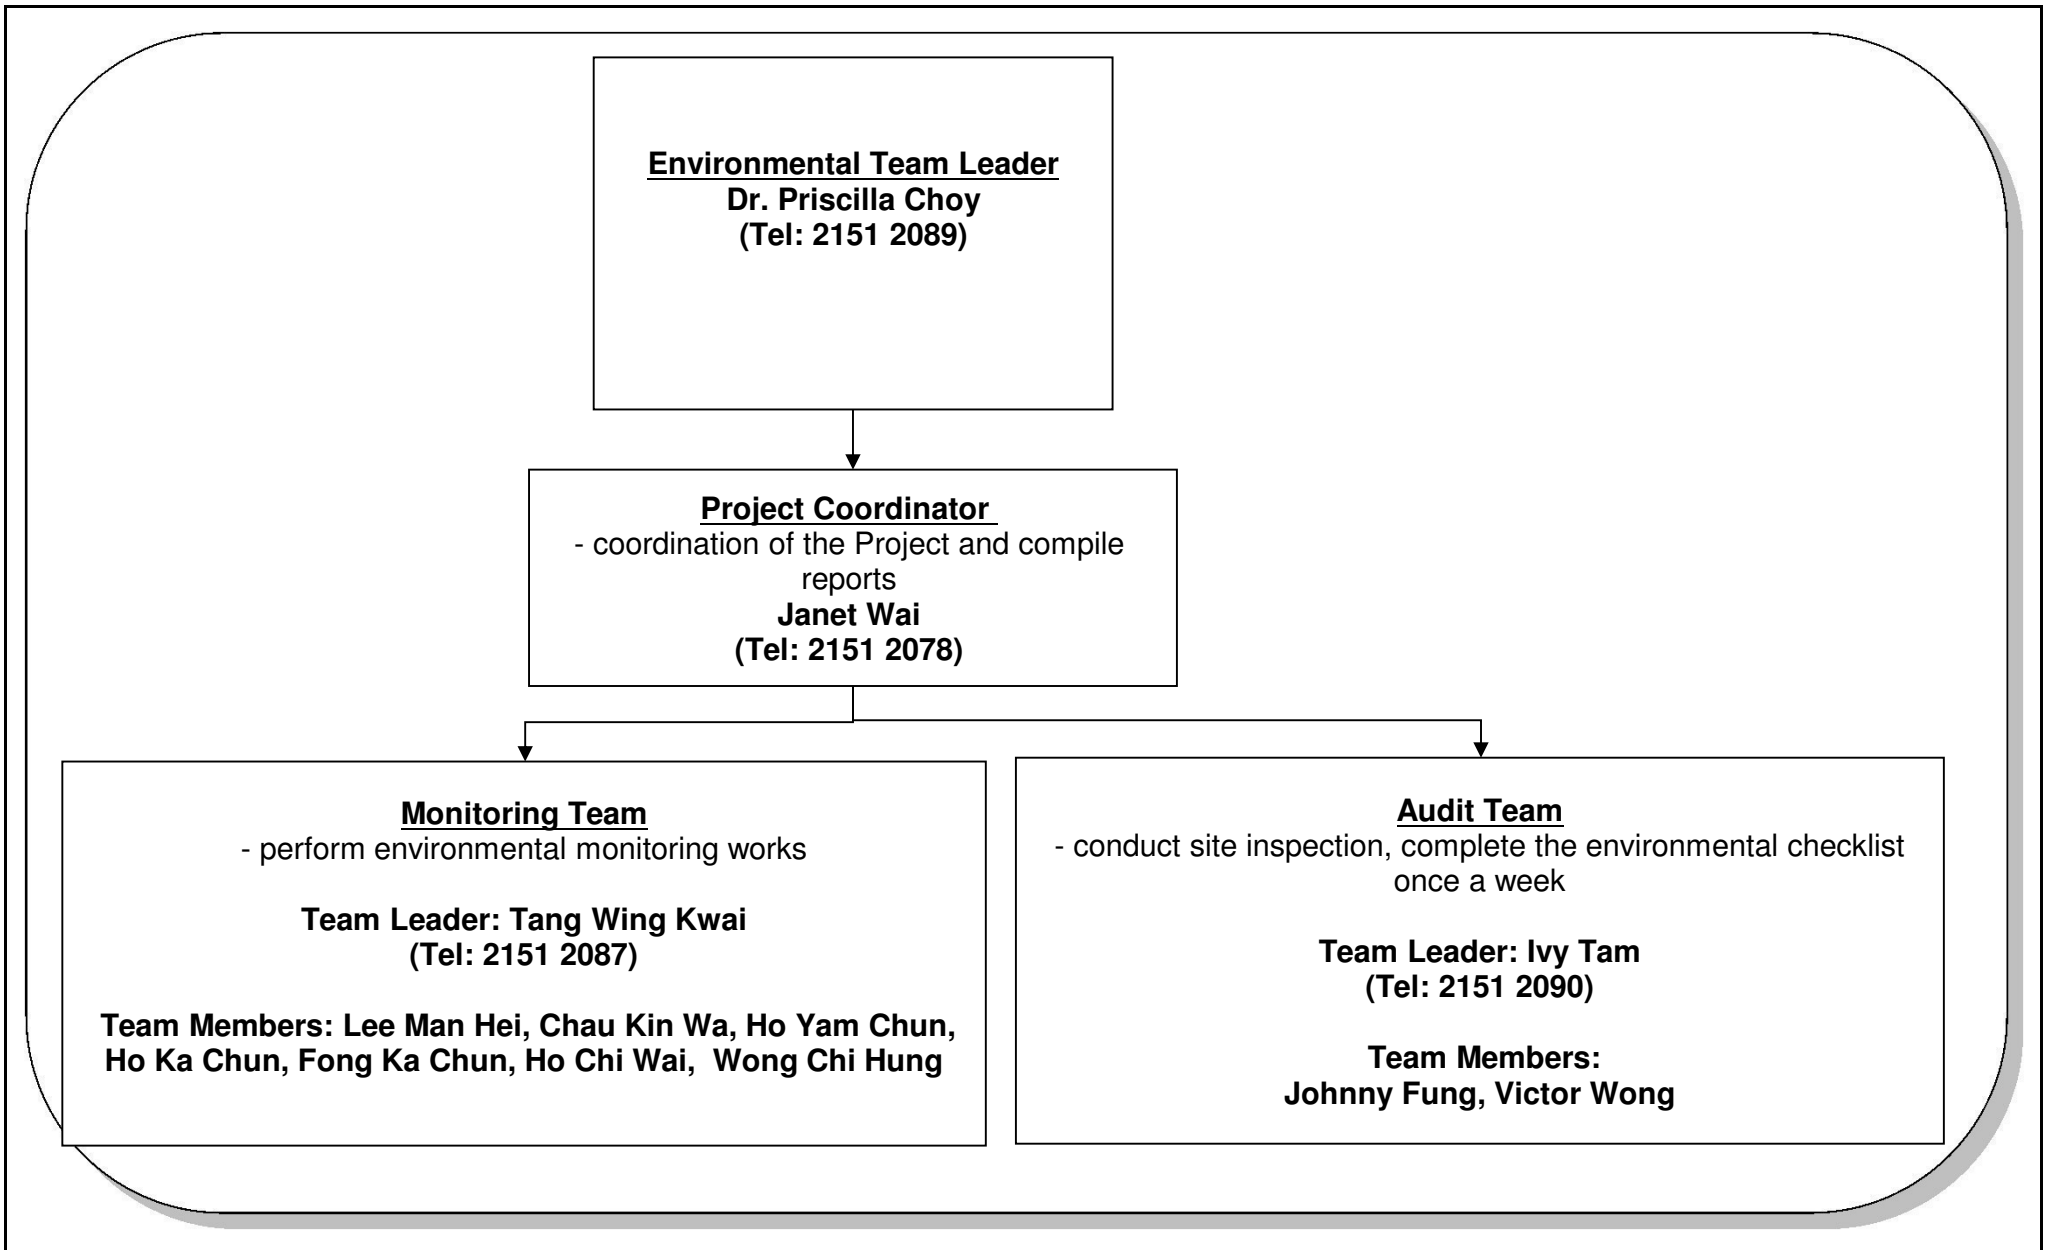 Environmental Team Leader
Dr. Priscilla Choy
(Tel: 2151 2089)
Project Coordinator
- coordination of the Project and compile
reports
Janet Wai
(Tel: 2151 2078)
Monitoring Team
- perform environmental monitoring works
Team Leader: Tang Wing Kwai
(Tel: 2151 2087)
Team Members: Lee Man Hei, Chau Kin Wa, Ho Yam Chun,
Ho Ka Chun, Fong Ka Chun, Ho Chi Wai,  Wong Chi Hung
Audit Team
- conduct site inspection, complete the environmental checklist
once a week
Team Leader: Ivy Tam
(Tel: 2151 2090)
Team Members:
Johnny Fung, Victor Wong